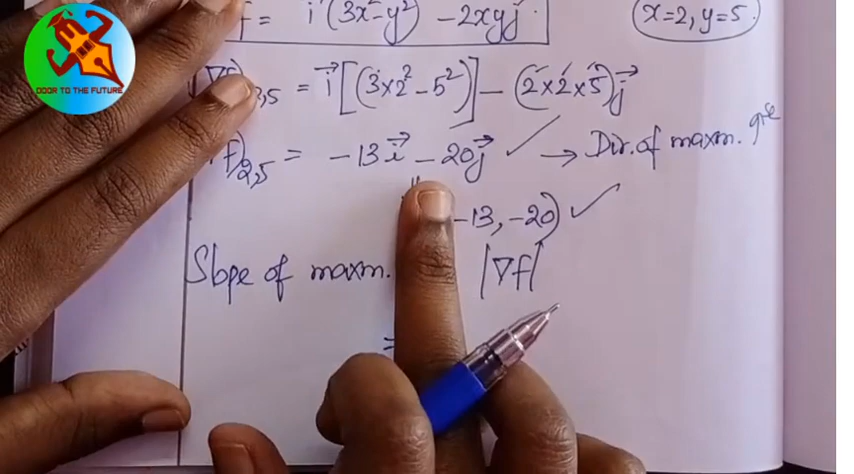 DOOR TO THE FUTURE
f = i⃗ (3x² - y²) - 2xyj⃗ .
x=2, y=5.
(∇f)₂,₅ = i⃗ [(3×2² - 5²)] - (2×2×5) j⃗
f)₂,₅ = -13 i⃗ - 20j⃗ ✓ → Dir. of maxm.
-13, -20) ✓
Slope of maxm. |∇f|
=